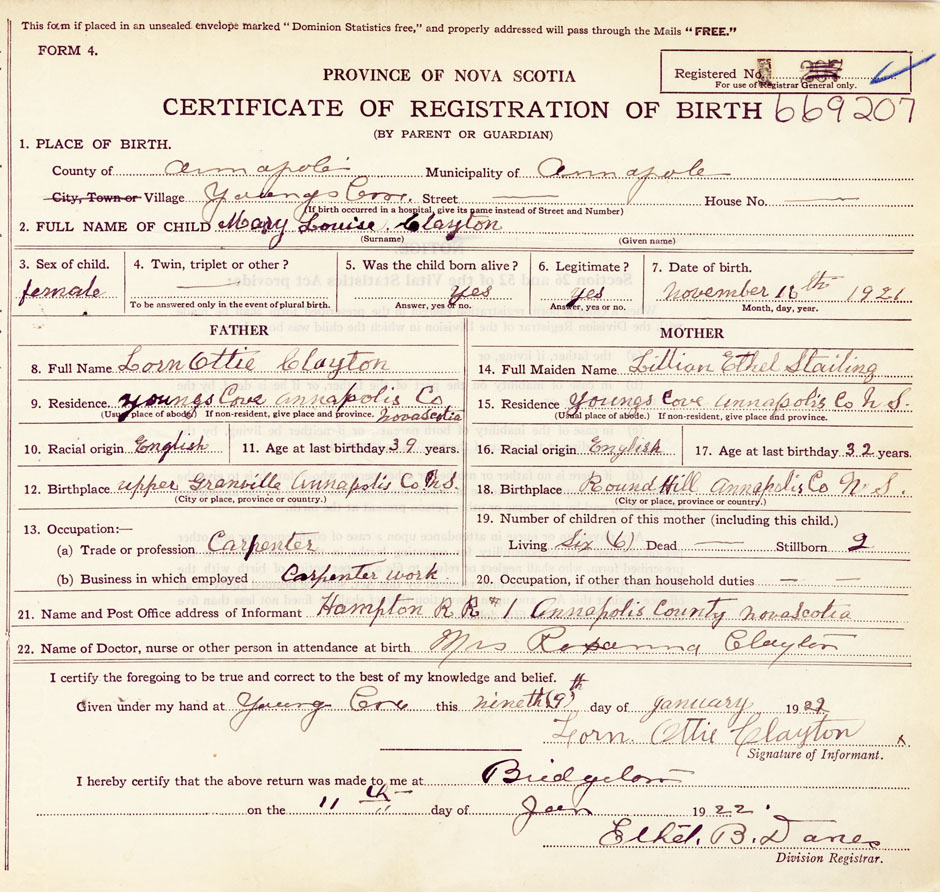 This form if placed in an unsealed envelope marked "Dominion Statistics free," and properly addressed will pass through the Mails "FREE."
FORM 4.
Registered No.
For use of Registrar General only.
PROVINCE OF NOVA SCOTIA
CERTIFICATE OF REGISTRATION OF BIRTH 669207
(BY PARENT OR GUARDIAN)
1. PLACE OF BIRTH.
County of Annapolis Municipality of Annapolis
City, Town or Village Youngs Cove. Street — House No. —
(If birth occurred in a hospital, give its name instead of Street and Number)
2. FULL NAME OF CHILD Mary Louise Clayton
(Surname) (Given name)
3. Sex of child. 4. Twin, triplet or other? 5. Was the child born alive? 6. Legitimate? 7. Date of birth.
female — Yes yes November 18th 1921
To be answered only in the event of plural birth. Answer, yes or no. Answer, yes or no. Month, day, year.
FATHER
8. Full Name Lorn Ottie Clayton
9. Residence Youngs Cove Annapolis Co
(Usual place of abode) If non-resident, give place and province. Nova Scotia
10. Racial origin English 11. Age at last birthday 39 years.
12. Birthplace upper Granville Annapolis Co N.S.
(City or place, province or country.)
13. Occupation:—
(a) Trade or profession Carpenter
(b) Business in which employed Carpenter work
MOTHER
14. Full Maiden Name Lillian Ethel Stailing
15. Residence Youngs Cove Annapolis Co N.S.
(Usual place of abode.) If non-resident, give place and province.
16. Racial origin English 17. Age at last birthday 32 years.
18. Birthplace Round Hill Annapolis Co N.S.
(City or place, province or country.)
19. Number of children of this mother (including this child.)
Living Six (6) Dead — Stillborn 2
20. Occupation, if other than household duties — —
21. Name and Post Office address of Informant Hampton R R # 1 Annapolis County nova scotia
22. Name of Doctor, nurse or other person in attendance at birth Mrs Roxanna Clayton
I certify the foregoing to be true and correct to the best of my knowledge and belief.
Given under my hand at Young Cove this nineth (9)th day of January 1922
Lorn. Ottie Clayton x
Signature of Informant.
I hereby certify that the above return was made to me at Bridgetown
on the 11th day of Jan 1922.
Ethel. B.
Division Registrar.